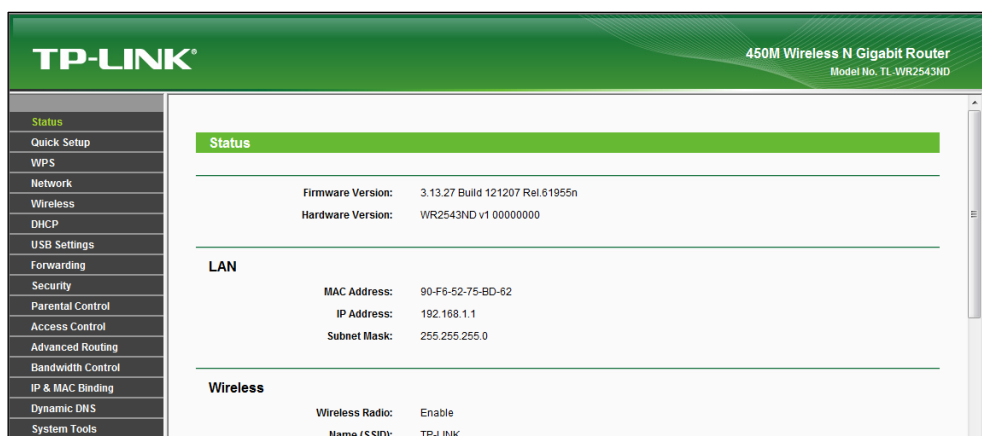 TP-LINK®
450M Wireless N Gigabit Router
Model No. TL-WR2543ND
Status
Quick Setup
WPS
Network
Wireless
DHCP
USB Settings
Forwarding
Security
Parental Control
Access Control
Advanced Routing
Bandwidth Control
IP & MAC Binding
Dynamic DNS
System Tools
Status
Firmware Version: 3.13.27 Build 121207 Rel.61955n
Hardware Version: WR2543ND v1 00000000
LAN
MAC Address: 90-F6-52-75-BD-62
IP Address: 192.168.1.1
Subnet Mask: 255.255.255.0
Wireless
Wireless Radio: Enable
Name (SSID): TP-LINK